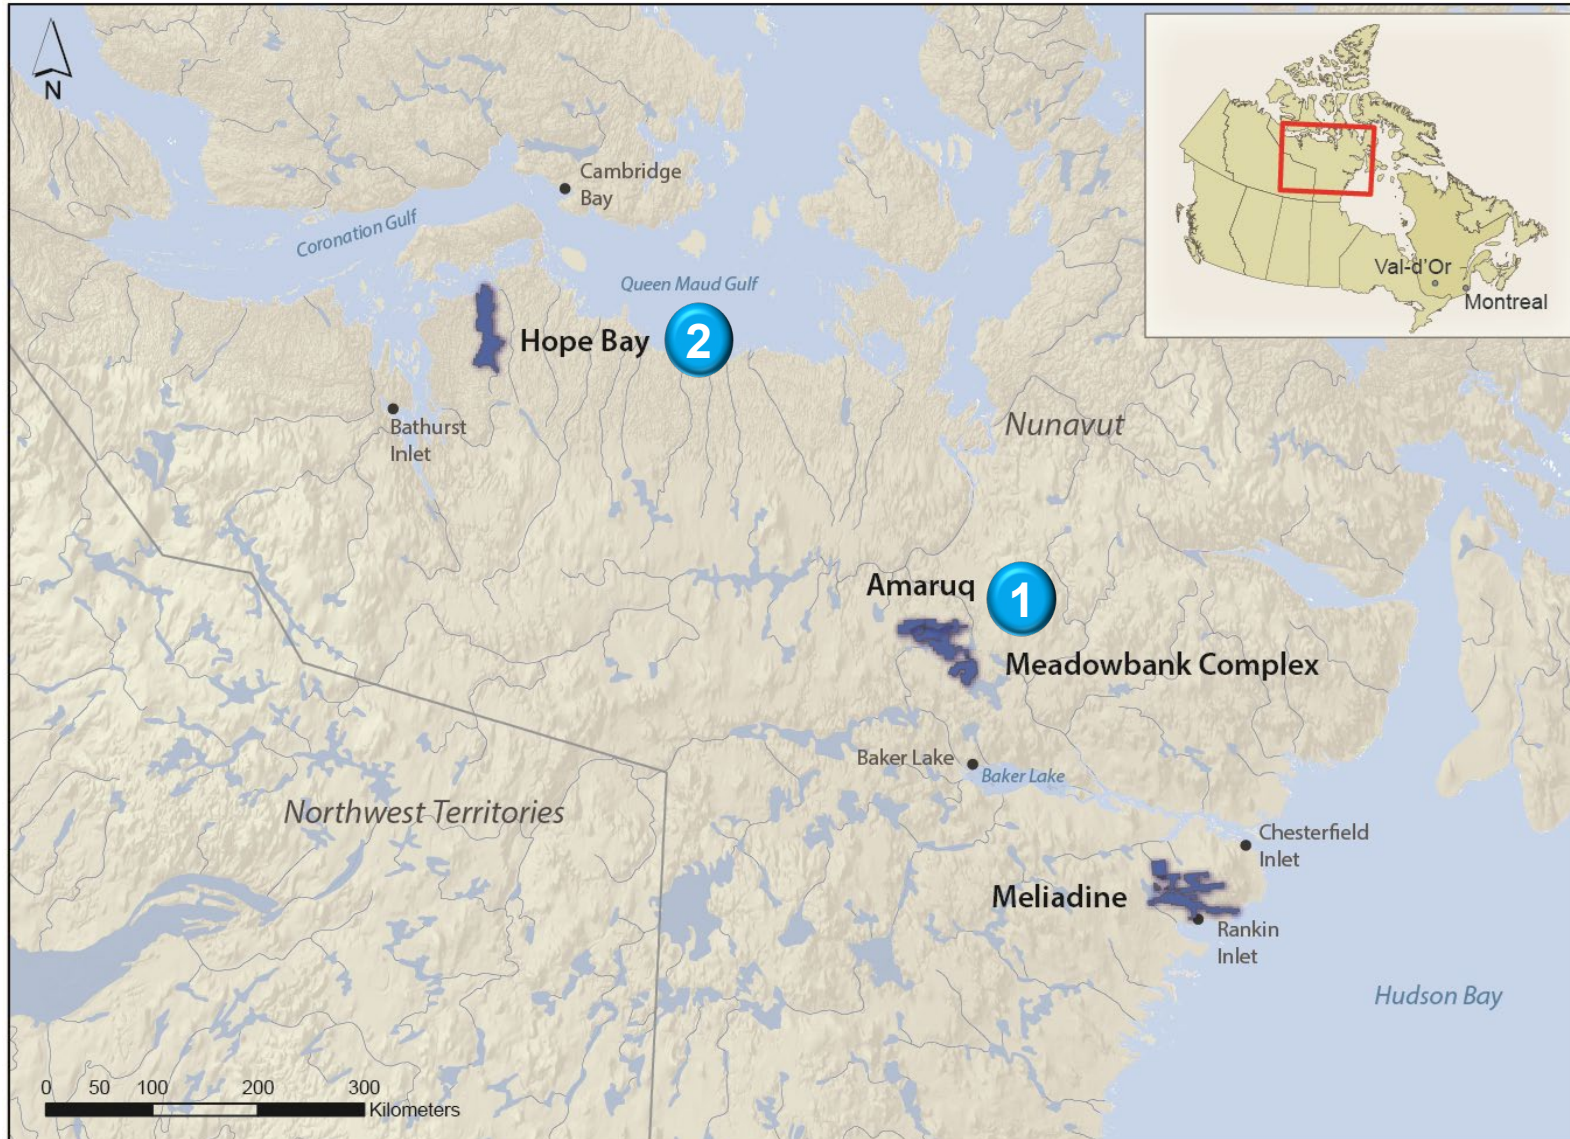 N
Cambridge
Bay
Coronation Gulf
Queen Maud Gulf
Hope Bay
2
Bathurst
Inlet
Nunavut
Val-d'Or
Montreal
Amaruq
1
Meadowbank Complex
Baker Lake
Baker Lake
Northwest Territories
Chesterfield
Inlet
Meliadine
Rankin
Inlet
Hudson Bay
0 50 100 200 300
Kilometers